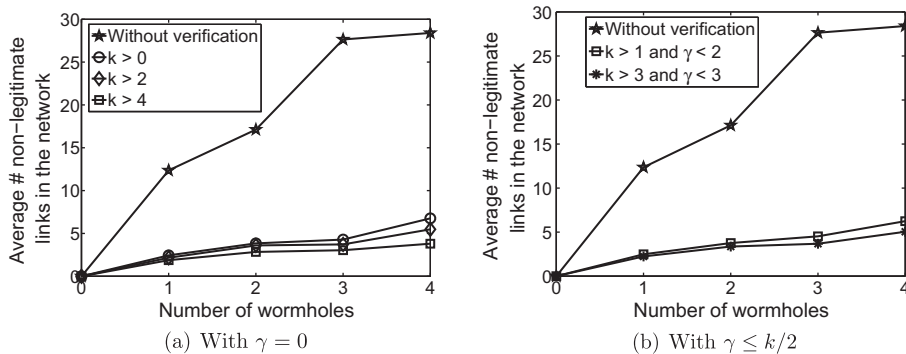 30
25
20
15
10
5
0
Average # non-legitimate
links in the network
Without verification
k > 0
k > 2
k > 4
0 1 2 3 4
Number of wormholes
(a) With γ = 0
30
25
20
15
10
5
0
Average # non-legitimate
links in the network
Without verification
k > 1 and γ < 2
k > 3 and γ < 3
0 1 2 3 4
Number of wormholes
(b) With γ ≤ k/2